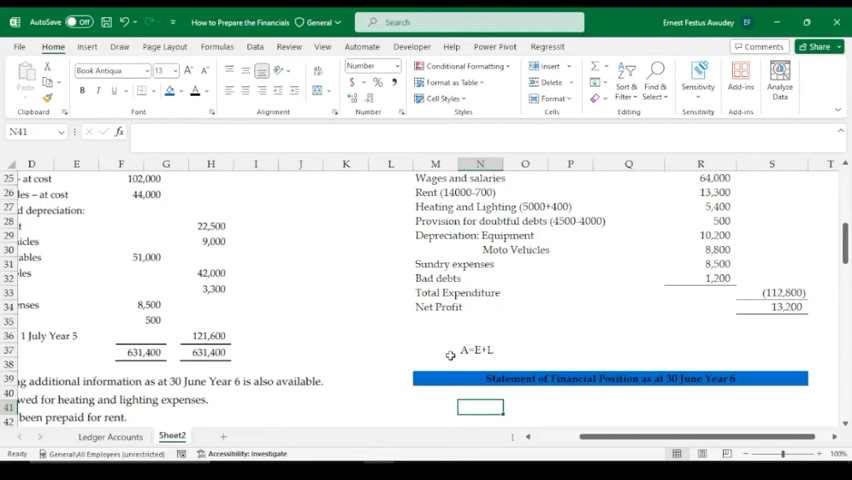 AutoSave Off How to Prepare the Financials General Search Ernest Festus Awudey EF
File Home Insert Draw Page Layout Formulas Data Review View Automate Developer Help Power Pivot RegressIt Comments Share
Paste Book Antiqua 13 A A Number Conditional Formatting Insert Sort & Filter Find & Select Sensitivity Add-ins Analyze Data
B I U A $ % Format as Table Delete
Cell Styles Format
Clipboard Font Alignment Number Styles Cells Editing Sensitivity Add-ins
N41 fx
D E F G H I J K L M N O P Q R S T
25 – at cost 102,000 Wages and salaries 64,000
26 les – at cost 44,000 Rent (14000-700) 13,300
27 d depreciation: Heating and Lighting (5000+400) 5,400
28 t 22,500 Provision for doubtful debts (4500-4000) 500
29 nicles 9,000 Depreciation: Equipment 10,200
30 ables 51,000 Moto Vehicles 8,800
31 les 42,000 Sundry expenses 8,500
32 3,300 Bad debts 1,200
33 nses 8,500 Total Expenditure (112,800)
34 500 Net Profit 13,200
35
36 1 July Year 5 121,600
37 631,400 631,400 A=E+L
38
39 ng additional information as at 30 June Year 6 is also available. Statement of Financial Position as at 30 June Year 6
40 wed for heating and lighting expenses.
41
42 been prepaid for rent.
Ledger Accounts Sheet2
Ready General\All Employees (unrestricted) Accessibility: Investigate 100%